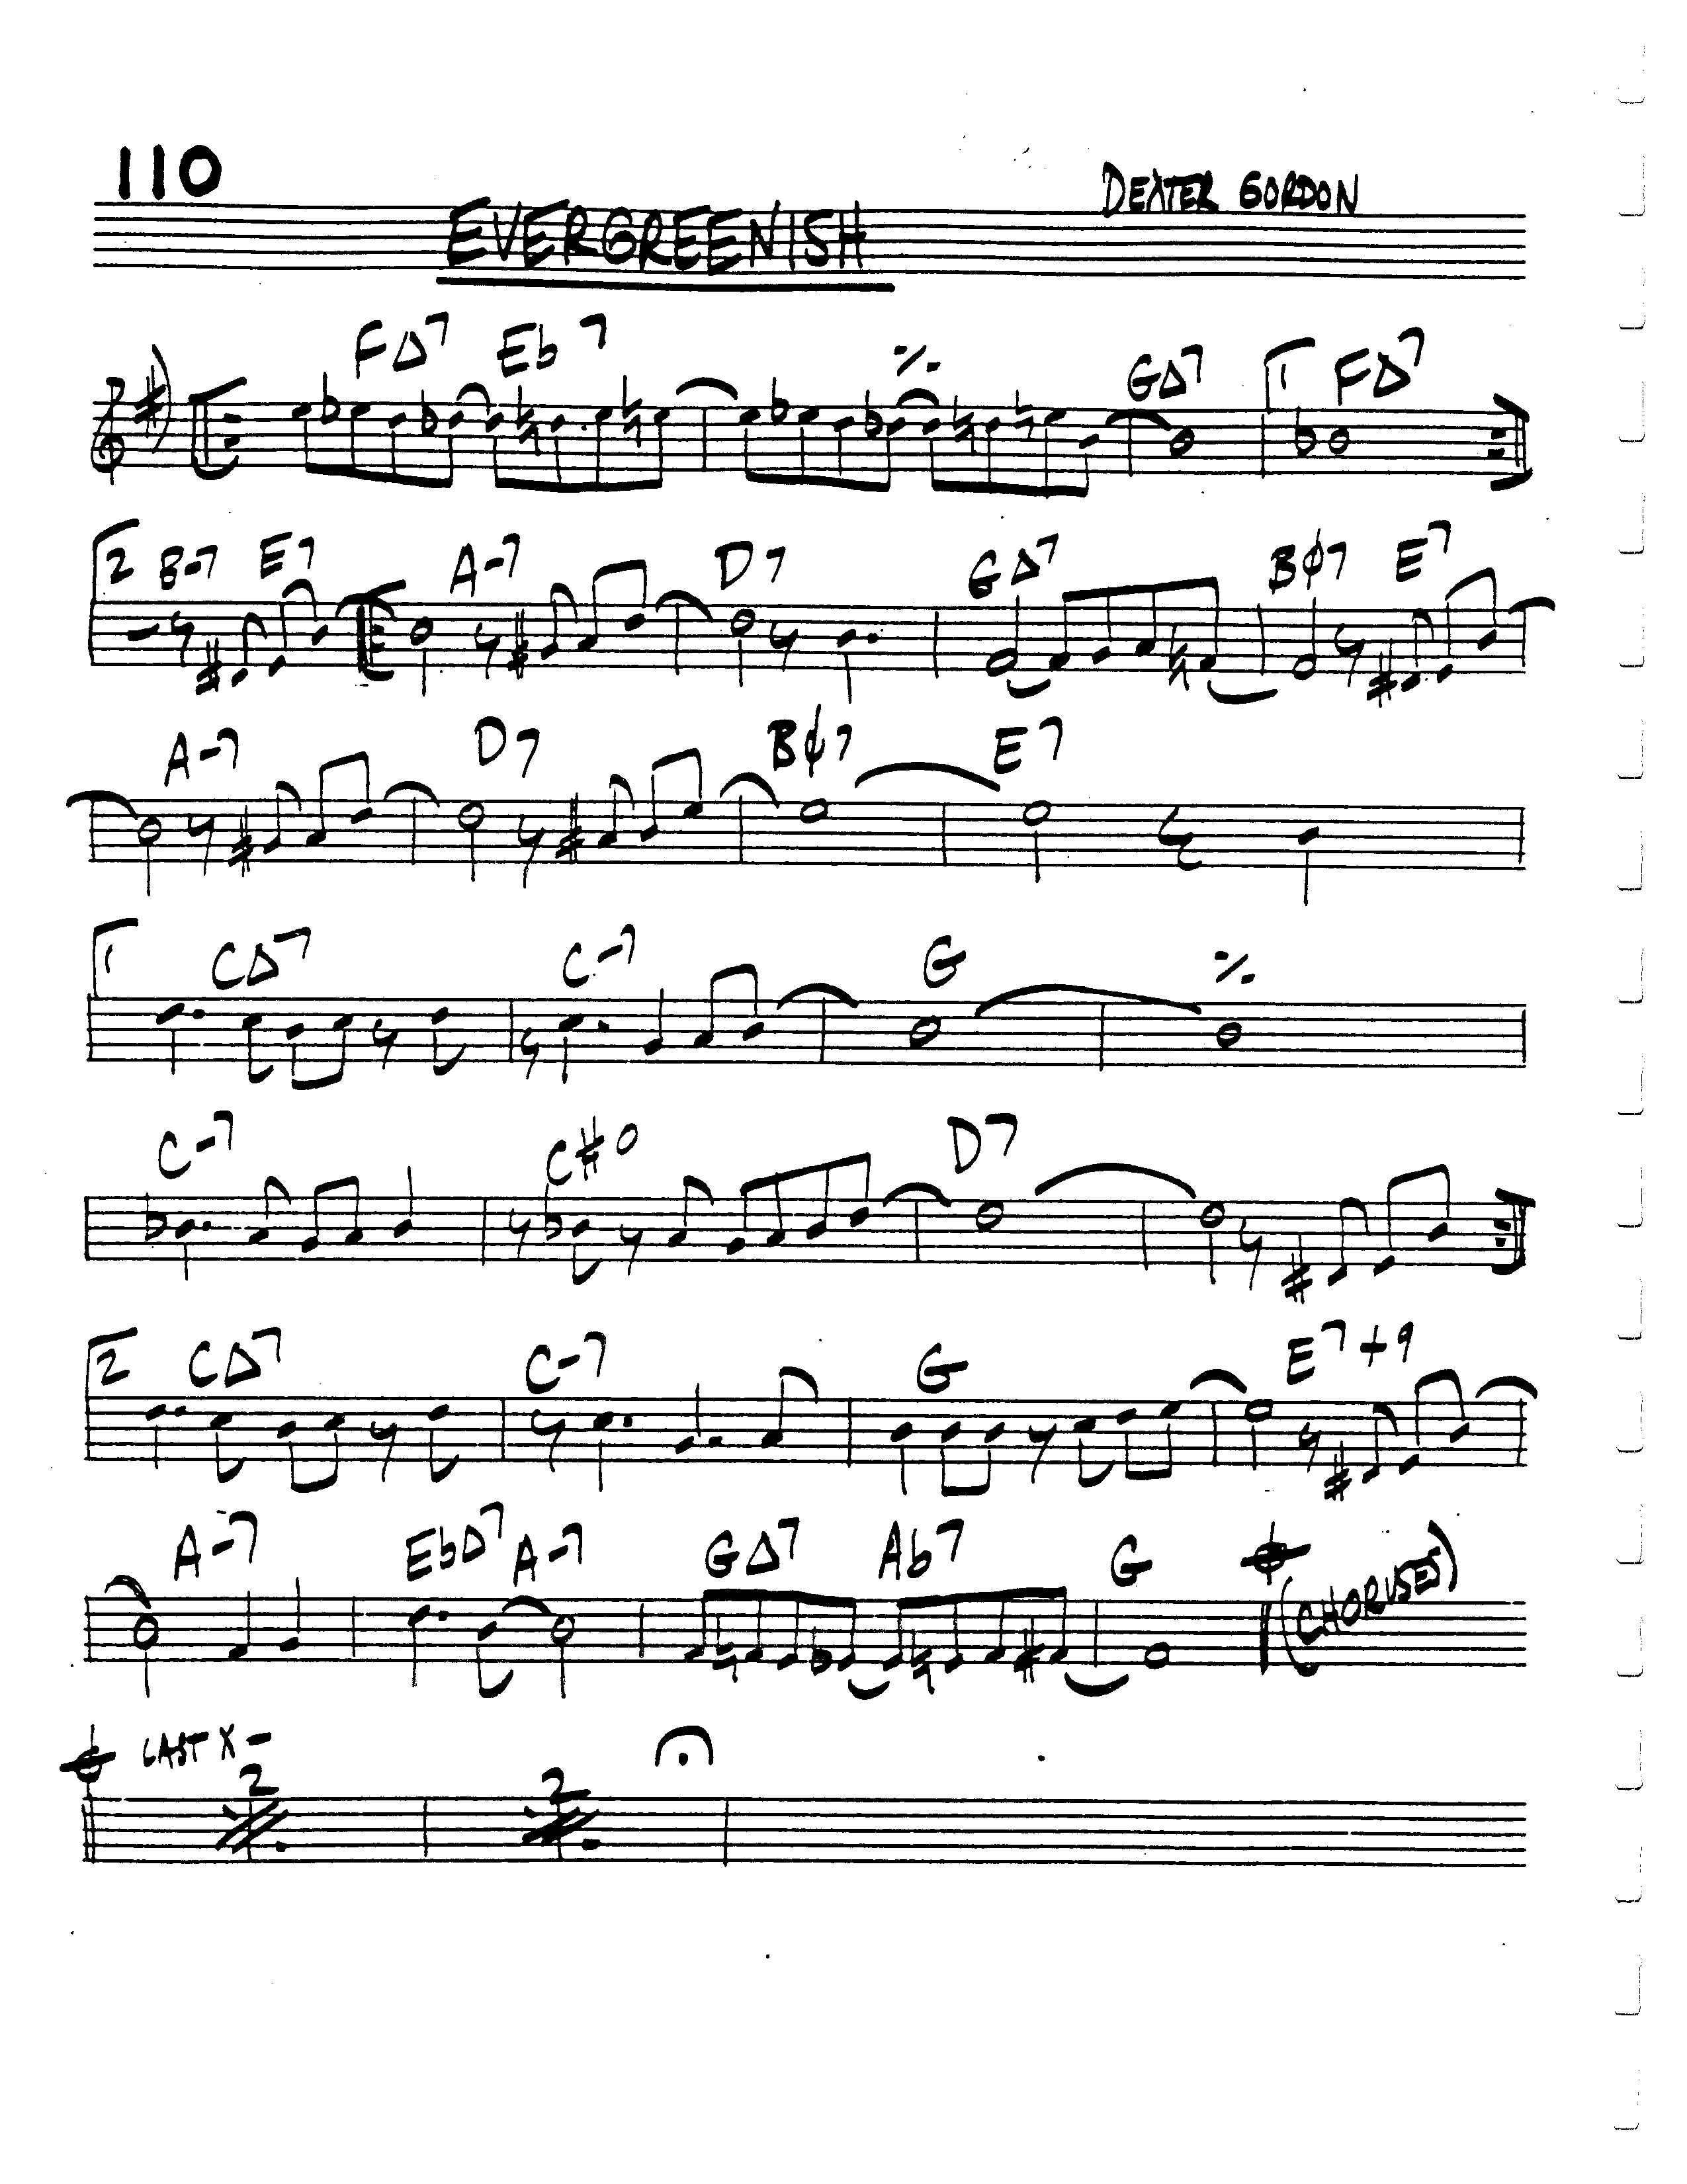 110
DEXTER GORDON
EVERGREENISH
FΔ7 Eb7 ٪ GΔ7 1 FΔ7
2 B-7 E7 A-7 D7 GΔ7 Bø7 E7
A-7 D7 Bø7 E7
1 CΔ7 C-7 G ٪
C-7 C#o D7
2 CΔ7 C-7 G E7+9
A-7 EbΔ7 A-7 GΔ7 Ab7 G (CHORUSES)
LAST X -
2 2